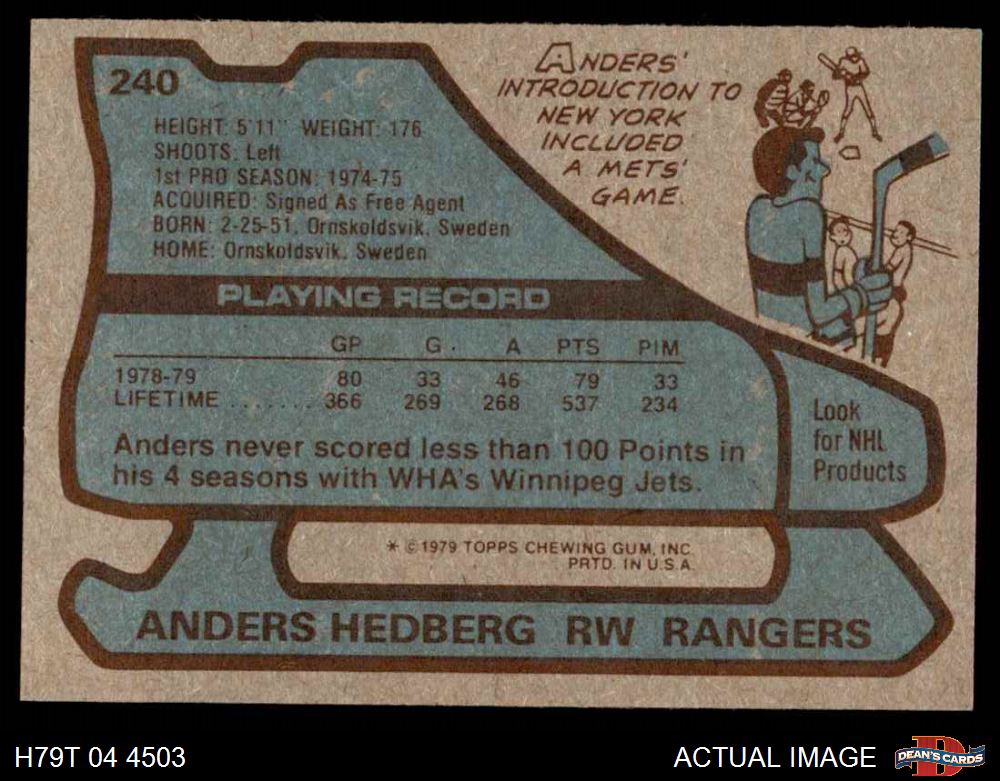 240
HEIGHT: 5'11" WEIGHT: 176
SHOOTS: Left
1st PRO SEASON: 1974-75
ACQUIRED: Signed As Free Agent
BORN: 2-25-51, Ornskoldsvik, Sweden
HOME: Ornskoldsvik, Sweden
ANDERS'
INTRODUCTION TO
NEW YORK
INCLUDED
A METS'
GAME.
PLAYING RECORD
GP G A PTS PIM
1978-79 80 33 46 79 33
LIFETIME ........ 366 269 268 537 234
Anders never scored less than 100 Points in
his 4 seasons with WHA's Winnipeg Jets.
Look
for NHL
Products
* ©1979 TOPPS CHEWING GUM, INC.
PRTD. IN U.S.A.
ANDERS HEDBERG RW RANGERS
H79T 04 4503
ACTUAL IMAGE
D
DEAN'S CARDS